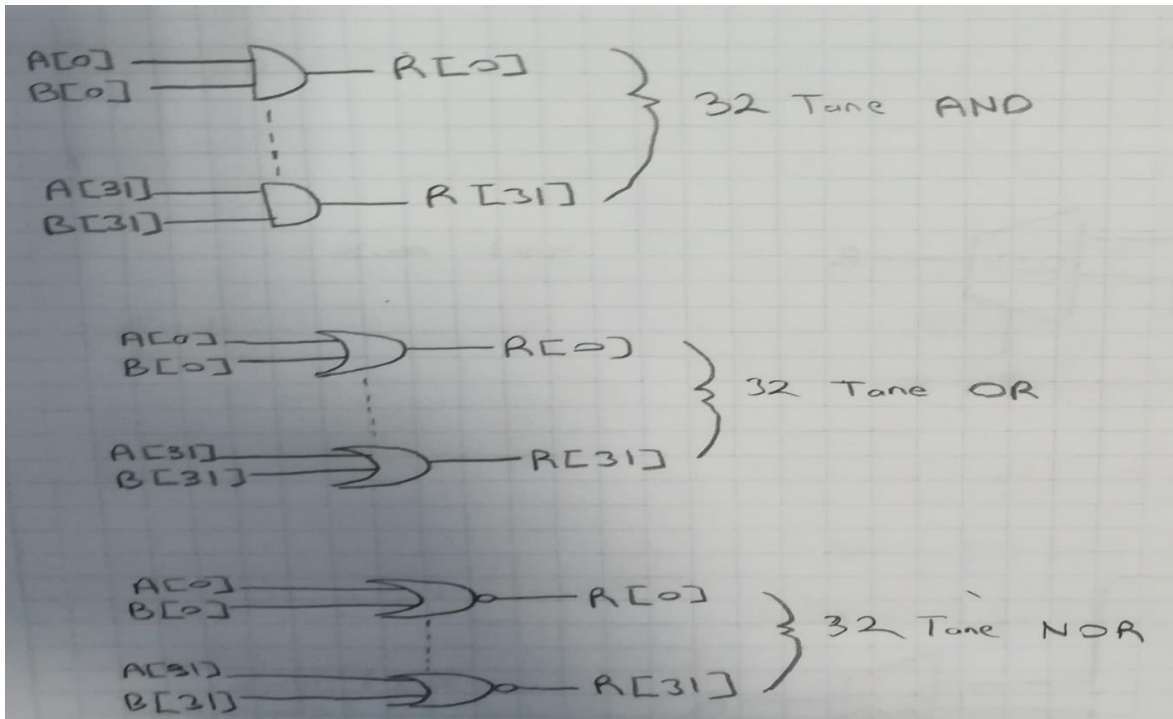 A[0]
B[0]
R[0]
32 Tane AND
A[31]
B[31]
R[31]
A[0]
B[0]
R[0]
32 Tane OR
A[31]
B[31]
R[31]
A[0]
B[0]
R[0]
32 Tane NOR
A[31]
B[31]
R[31]